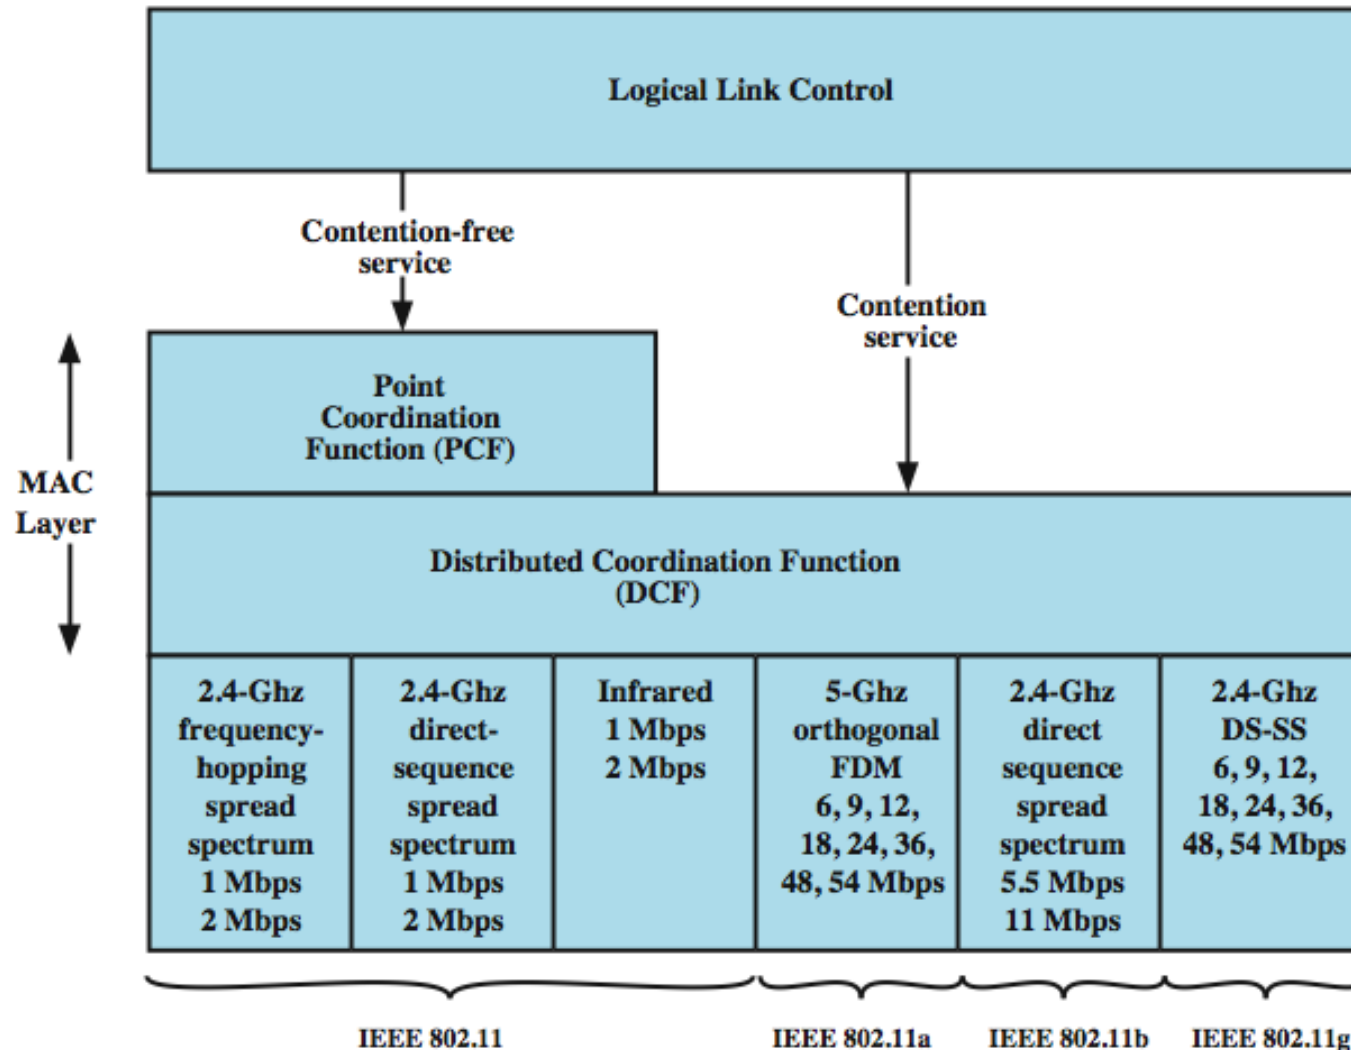 Logical Link Control
Contention-free
service
Contention
service
Point
Coordination
Function (PCF)
MAC
Layer
Distributed Coordination Function
(DCF)
2.4-Ghz
frequency-
hopping
spread
spectrum
1 Mbps
2 Mbps
2.4-Ghz
direct-
sequence
spread
spectrum
1 Mbps
2 Mbps
Infrared
1 Mbps
2 Mbps
5-Ghz
orthogonal
FDM
6, 9, 12,
18, 24, 36,
48, 54 Mbps
2.4-Ghz
direct
sequence
spread
spectrum
5.5 Mbps
11 Mbps
2.4-Ghz
DS-SS
6, 9, 12,
18, 24, 36,
48, 54 Mbps
IEEE 802.11
IEEE 802.11a
IEEE 802.11b
IEEE 802.11g